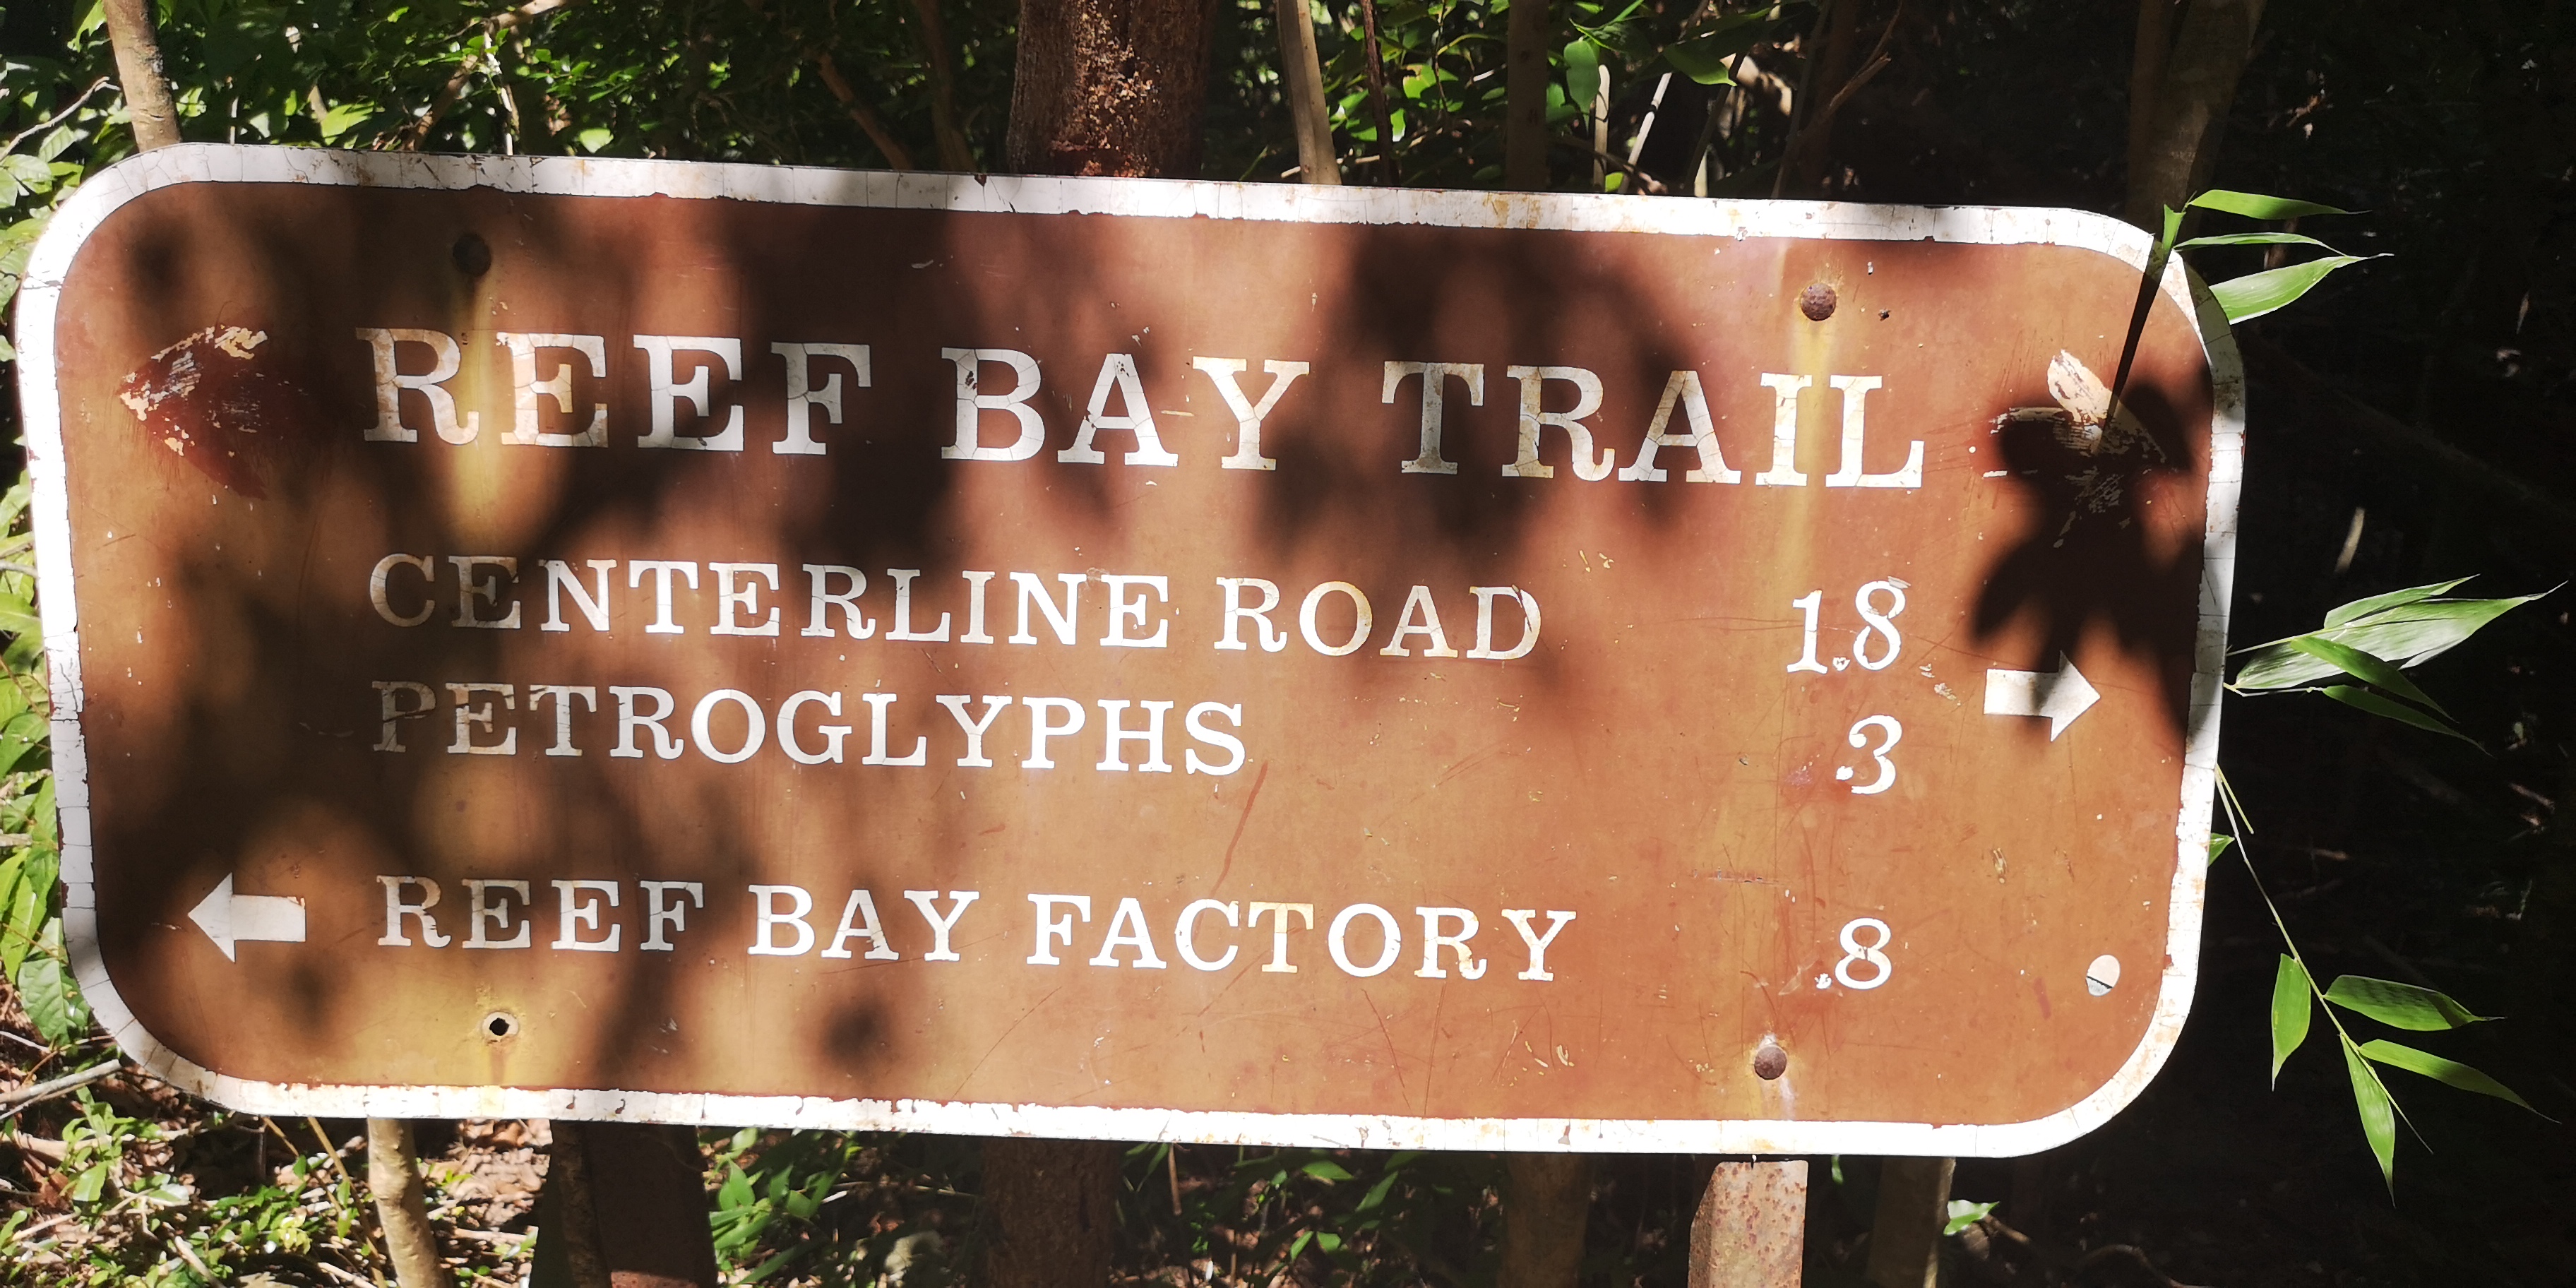 REEF BAY TRAIL
CENTERLINE ROAD 1.8
PETROGLYPHS .3
REEF BAY FACTORY .8